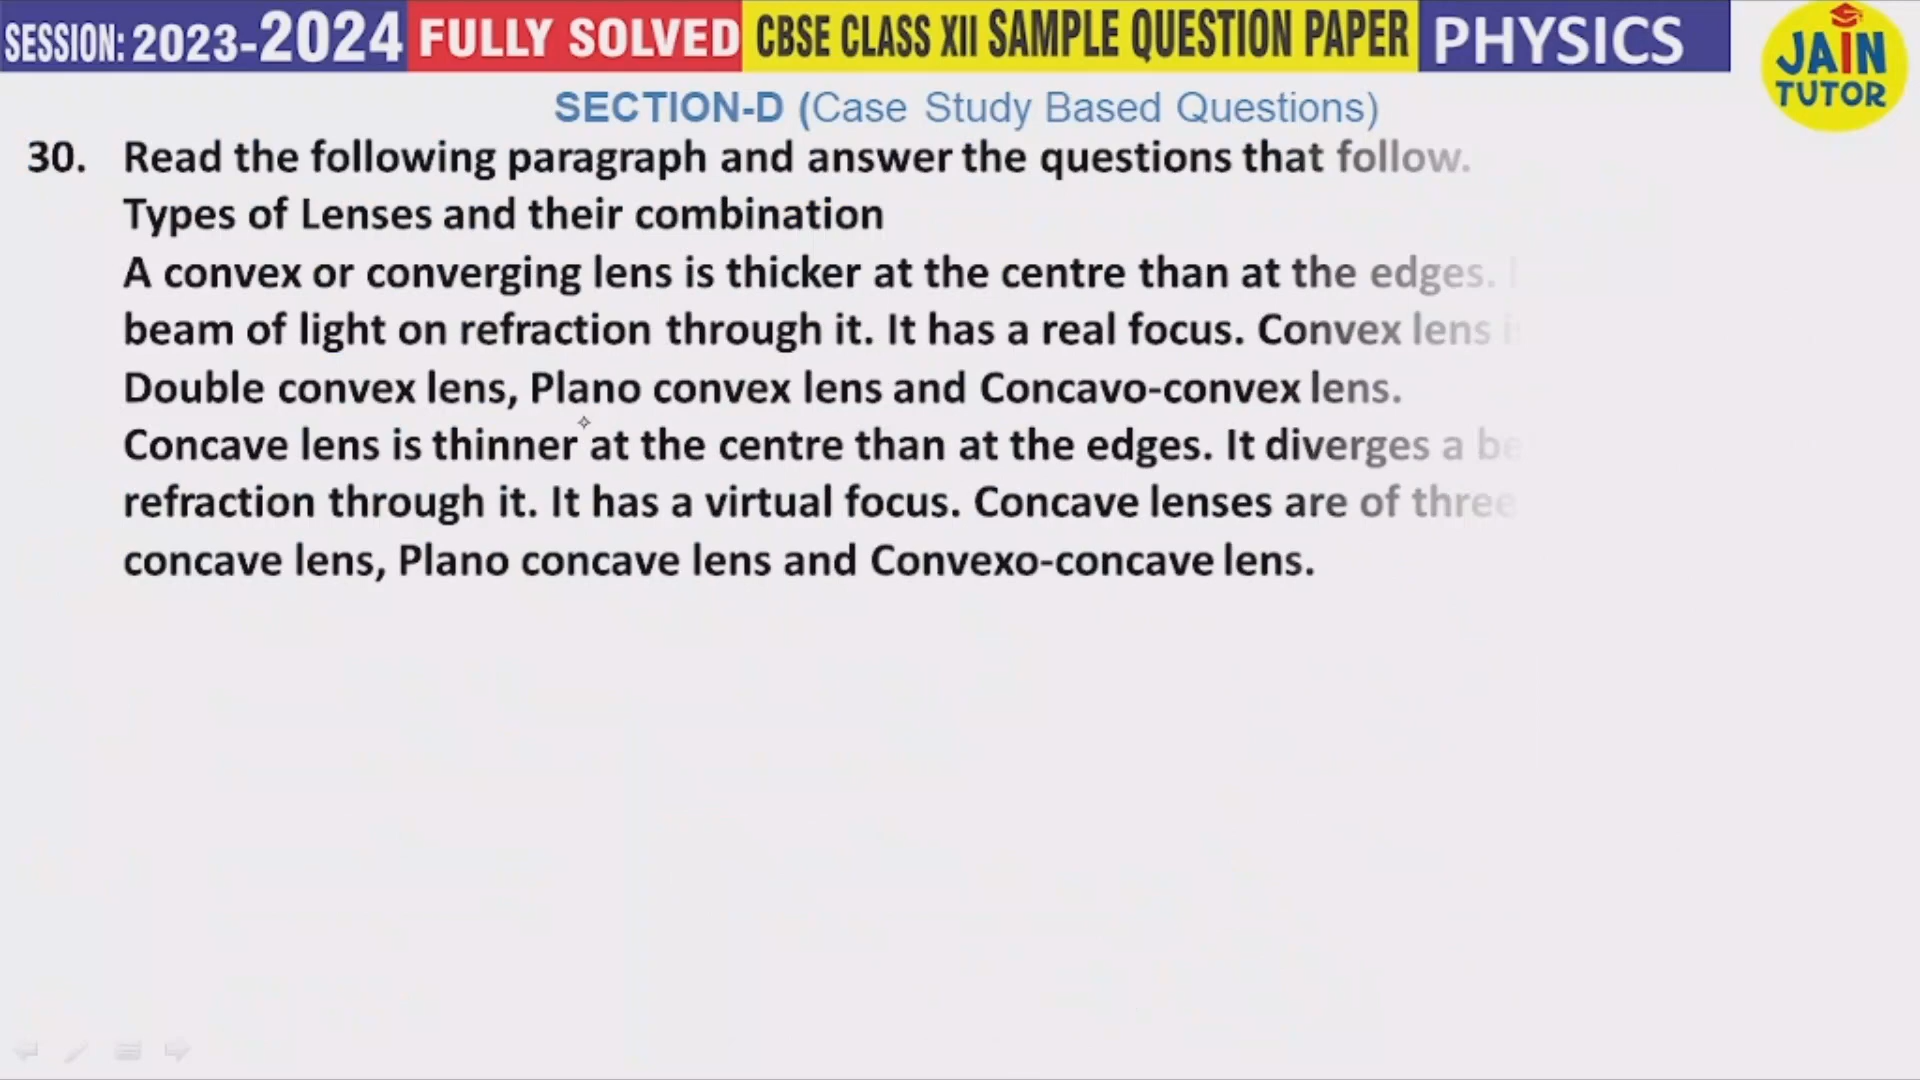 SESSION: 2023-2024 FULLY SOLVED CBSE CLASS XII SAMPLE QUESTION PAPER PHYSICS
JAIN
TUTOR
SECTION-D (Case Study Based Questions)
30. Read the following paragraph and answer the questions that follow.
Types of Lenses and their combination
A convex or converging lens is thicker at the centre than at the edges.
beam of light on refraction through it. It has a real focus. Convex lens
Double convex lens, Plano convex lens and Concavo-convex lens.
Concave lens is thinner at the centre than at the edges. It diverges a
refraction through it. It has a virtual focus. Concave lenses are of three
concave lens, Plano concave lens and Convexo-concave lens.